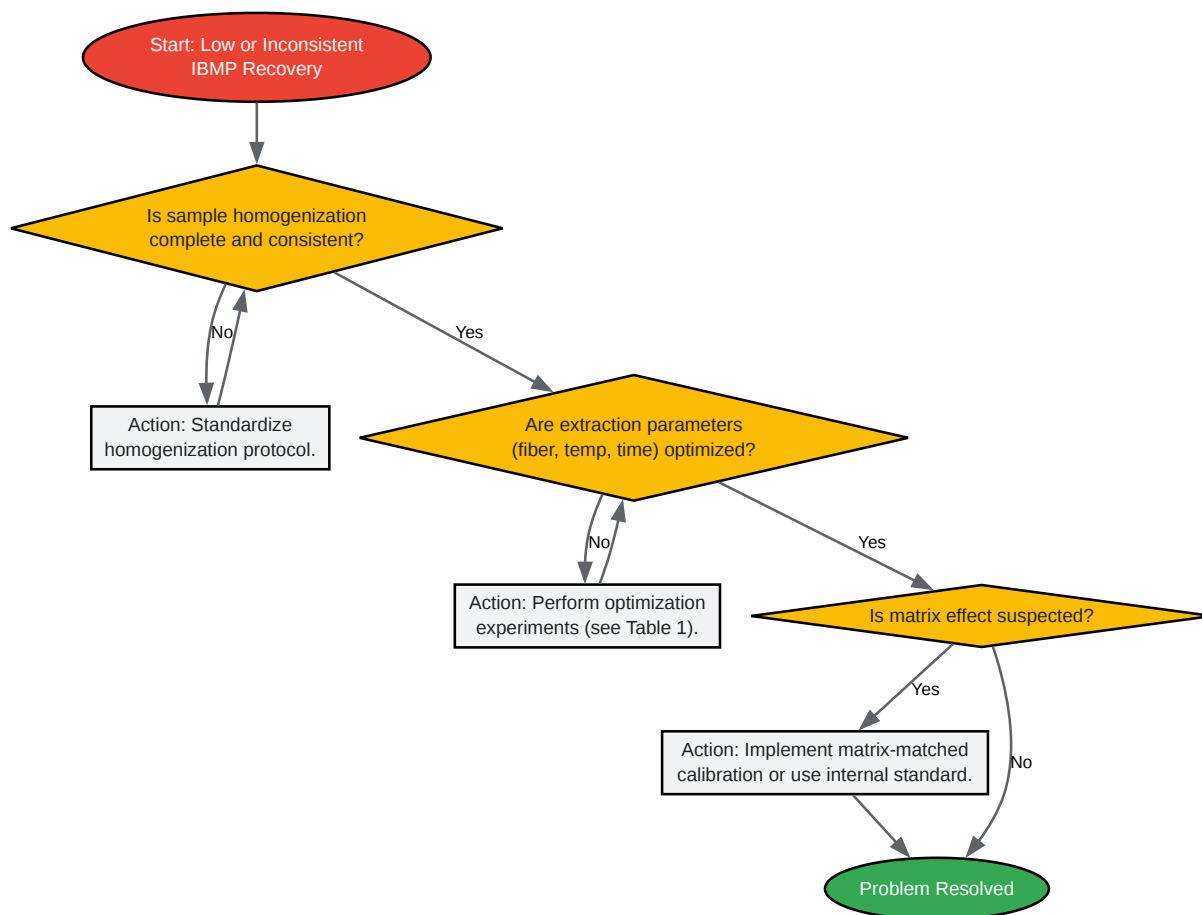 Start: Low or Inconsistent
IBMP Recovery
Is sample homogenization
complete and consistent?
No
Yes
Action: Standardize
homogenization protocol.
Are extraction parameters
(fiber, temp, time) optimized?
No
Yes
Action: Perform optimization
experiments (see Table 1).
Is matrix effect suspected?
Yes
No
Action: Implement matrix-matched
calibration or use internal standard.
Problem Resolved